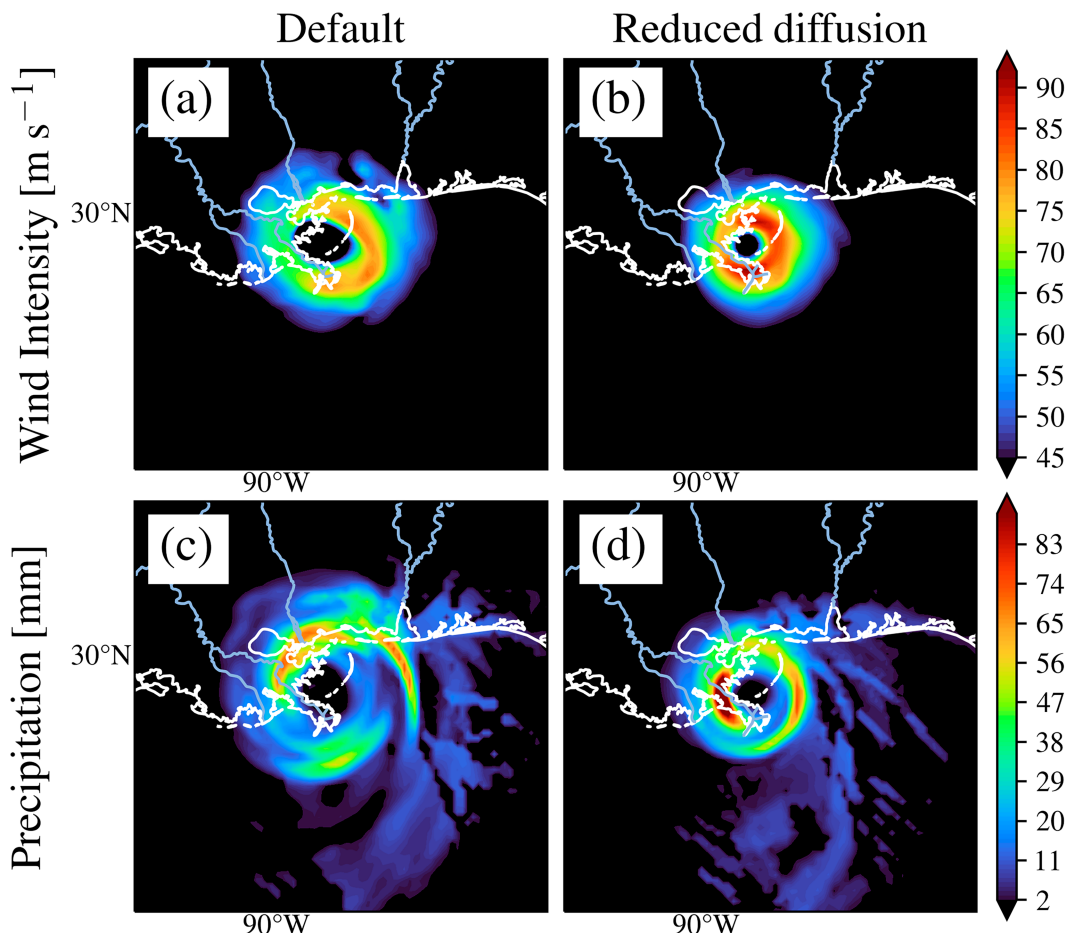 Default
Reduced diffusion
Wind Intensity [m s⁻¹]
(a)
(b)
30°N
90°W
90°W
90
85
80
75
70
65
60
55
50
45
Precipitation [mm]
(c)
(d)
30°N
90°W
90°W
83
74
65
56
47
38
29
20
11
2